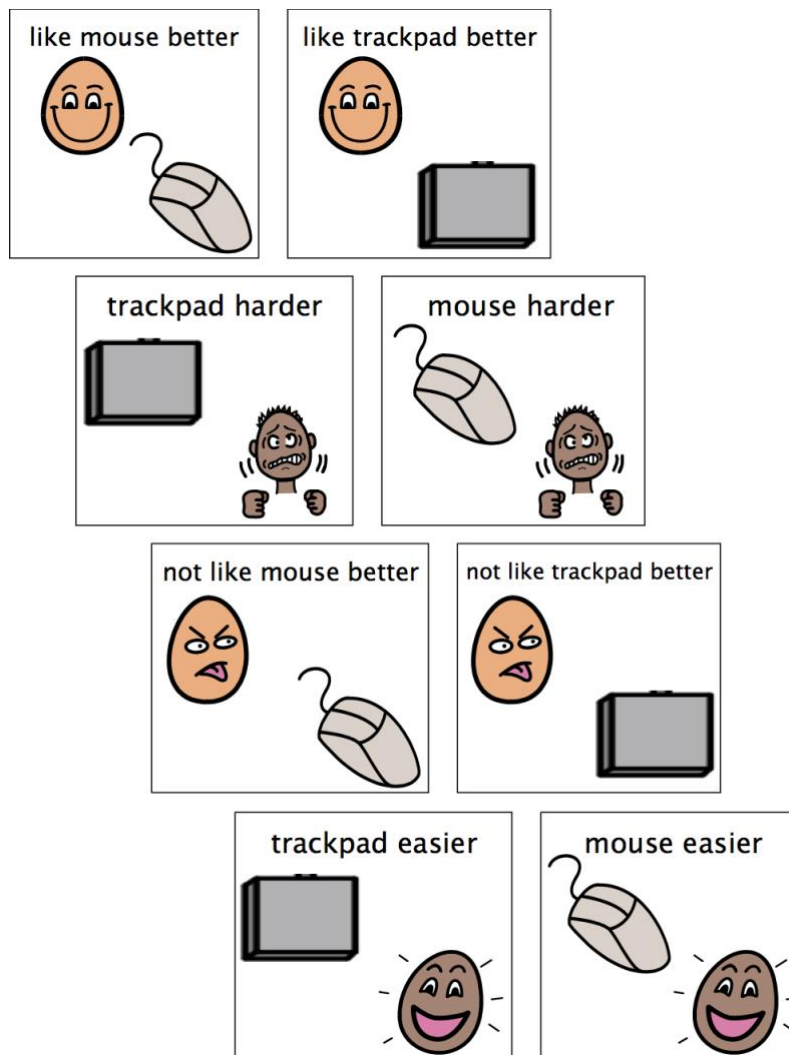 like mouse better
like trackpad better
trackpad harder
mouse harder
not like mouse better
not like trackpad better
trackpad easier
mouse easier